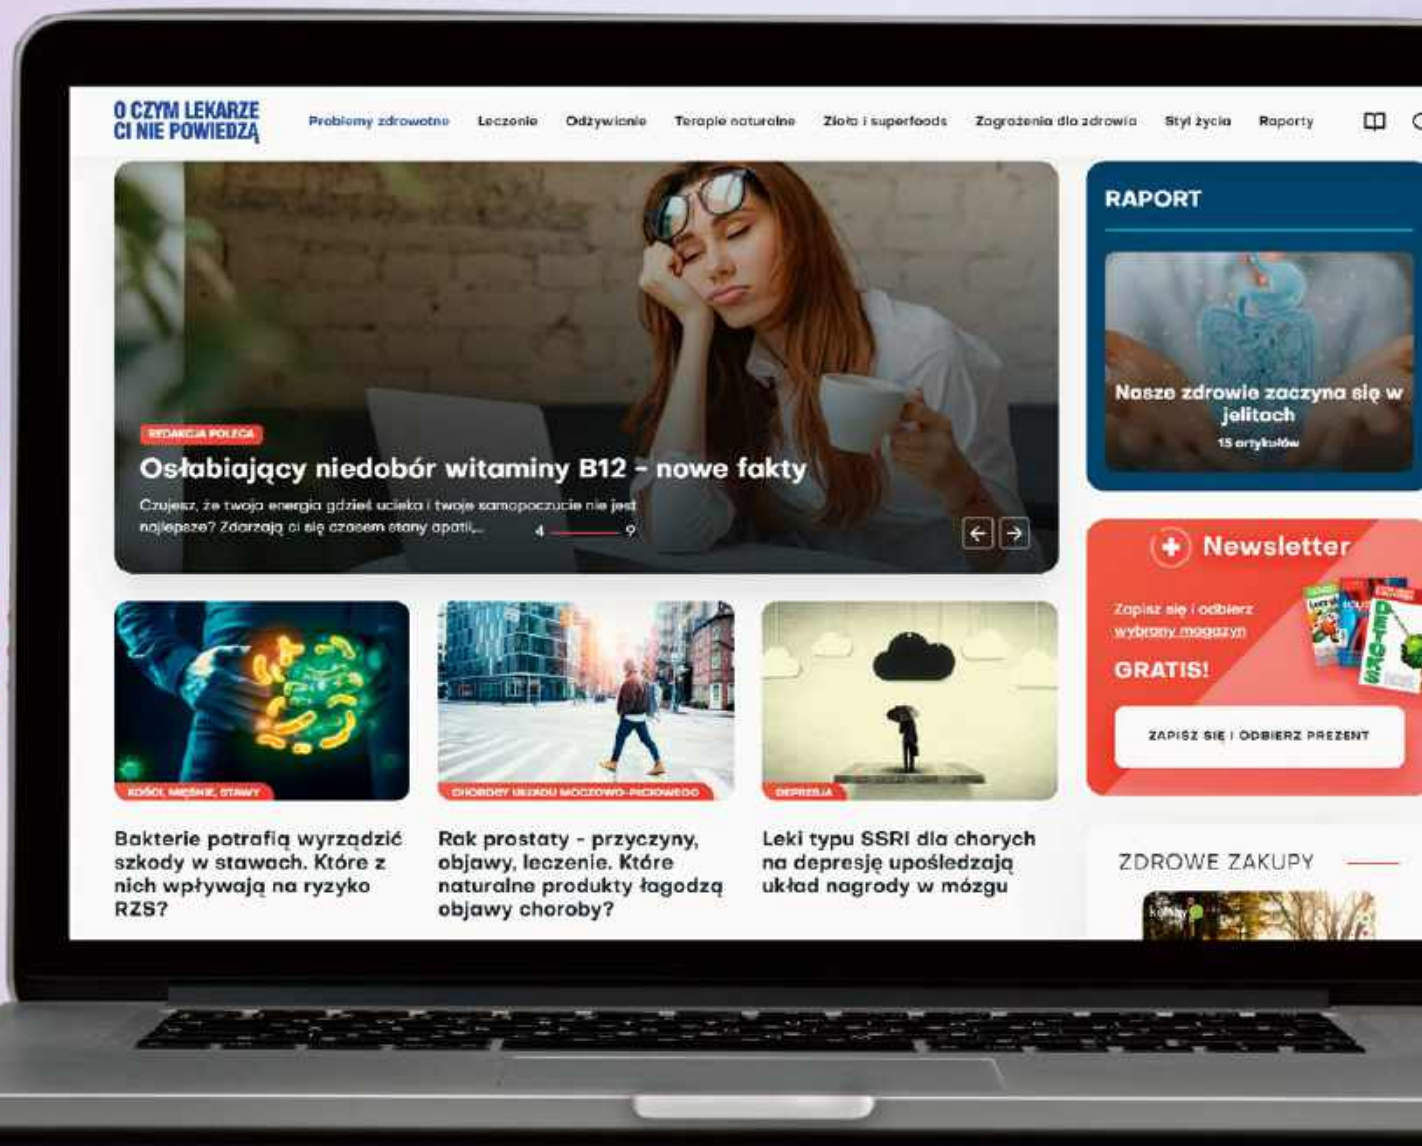 O CZYM LEKARZE
CI NIE POWIEDZĄ
Problemy zdrowotne Leczenie Odżywianie Terapie naturalne Zioła i superfoods Zagrożenia dla zdrowia Styl życia Raporty
REDAKCJA POLECA
Osłabiający niedobór witaminy B12 - nowe fakty
Czujesz, że twoja energia gdzieś ucieka i twoje samopoczucie nie jest
najlepsze? Zdarzają ci się czasem stany apatii,...
4 9
RAPORT
Nasze zdrowie zaczyna się w
jelitach
15 artykułów
Newsletter
Zapisz się i odbierz
wybrany magazyn
GRATIS!
ZAPISZ SIĘ I ODBIERZ PREZENT
KOŚCI, MIĘŚNIE, STAWY
Bakterie potrafią wyrządzić
szkody w stawach. Które z
nich wpływają na ryzyko
RZS?
CHOROBY UKŁADU MOCZOWO-PŁCIOWEGO
Rak prostaty - przyczyny,
objawy, leczenie. Które
naturalne produkty łagodzą
objawy choroby?
DEPRESJA
Leki typu SSRI dla chorych
na depresję upośledzają
układ nagrody w mózgu
ZDROWE ZAKUPY